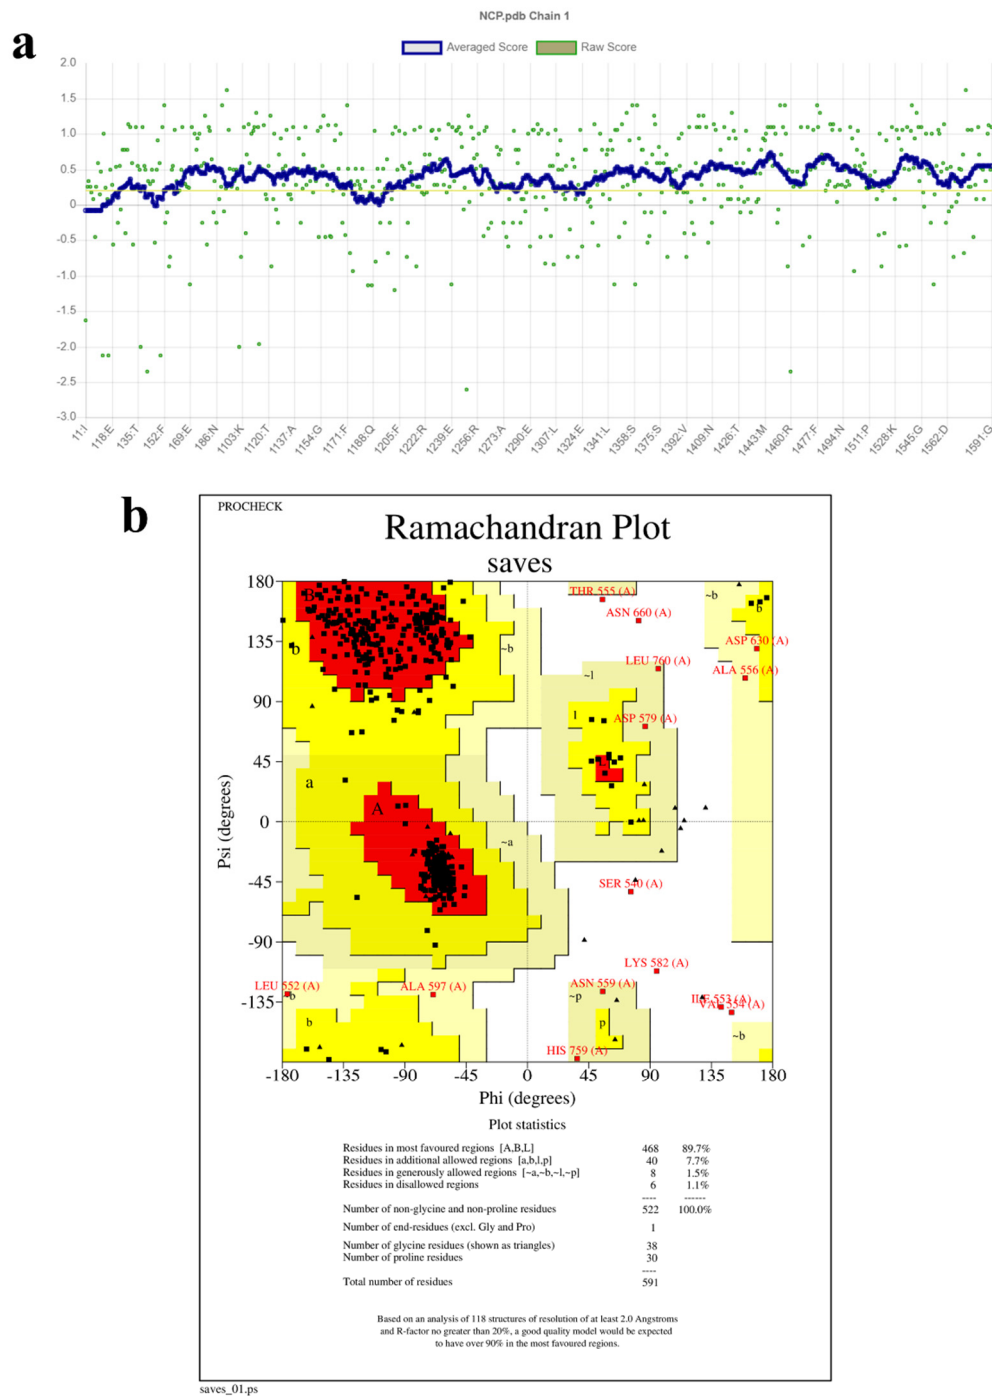 NCP.pdb Chain 1
a
Averaged Score
Raw Score
2.0
1.5
1.0
0.5
0
-0.5
-1.0
-1.5
-2.0
-2.5
-3.0
11:I
118:E
135:T
152:F
169:E
186:N
1103:K
1120:T
1137:A
1154:G
1171:F
1188:Q
1205:F
1222:R
1239:E
1256:R
1273:A
1290:E
1307:L
1324:E
1341:L
1358:S
1375:S
1392:V
1409:N
1426:T
1443:M
1460:R
1477:F
1494:N
1511:P
1528:K
1545:G
1562:D
1591:G
b
PROCHECK
Ramachandran Plot
saves
180
135
90
45
0
-45
-90
-135
Psi (degrees)
B
b
a
A
~b
~a
~l
l
L
~b
b
b
b
~p
p
~b
THR 555 (A)
ASN 660 (A)
ASP 630 (A)
LEU 760 (A)
ALA 556 (A)
ASP 579 (A)
SER 540 (A)
LYS 582 (A)
LEU 552 (A)
ALA 597 (A)
ASN 559 (A)
ILE 553 (A)
VAL 554 (A)
HIS 759 (A)
-180 -135 -90 -45 0 45 90 135 180
Phi (degrees)
Plot statistics
Residues in most favoured regions [A,B,L] 468 89.7%
Residues in additional allowed regions [a,b,l,p] 40 7.7%
Residues in generously allowed regions [~a,~b,~l,~p] 8 1.5%
Residues in disallowed regions 6 1.1%
---- ------
Number of non-glycine and non-proline residues 522 100.0%
Number of end-residues (excl. Gly and Pro) 1
Number of glycine residues (shown as triangles) 38
Number of proline residues 30
----
Total number of residues 591
Based on an analysis of 118 structures of resolution of at least 2.0 Angstroms
and R-factor no greater than 20%, a good quality model would be expected
to have over 90% in the most favoured regions.
saves_01.ps